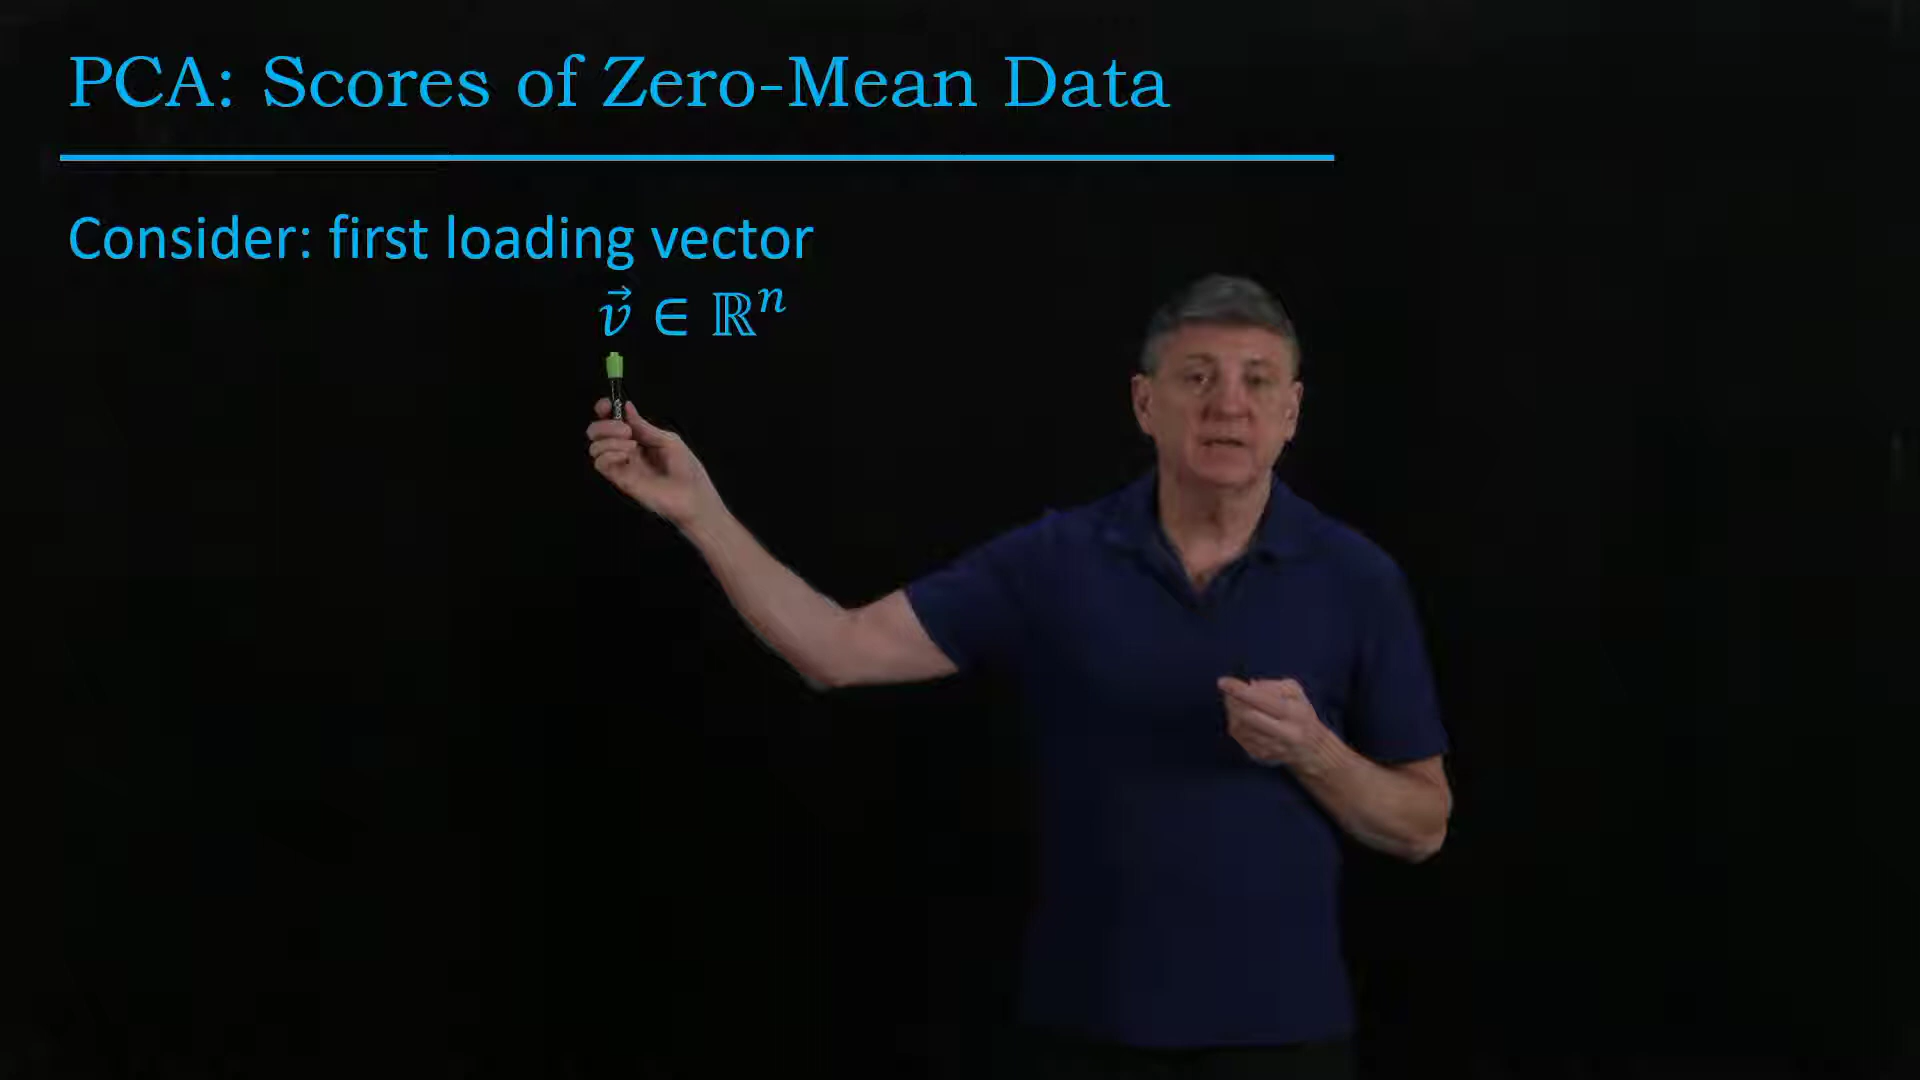 PCA: Scores of Zero-Mean Data
Consider: first loading vector
v⃗ ∈ ℝⁿ